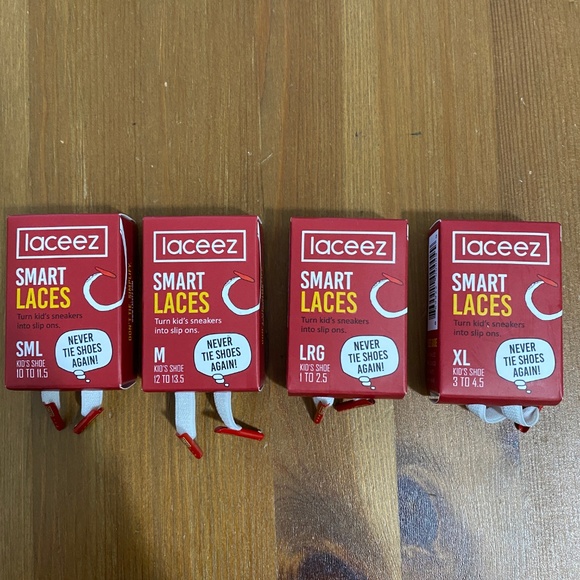 laceez
SMART
LACES
Turn kid's sneakers
into slip ons.
SML
KID'S SHOE
10 TO 11.5
NEVER
TIE SHOES
AGAIN!
laceez
SMART
LACES
Turn kid's sneakers
into slip ons.
M
KID'S SHOE
12 TO 13.5
NEVER
TIE SHOES
AGAIN!
laceez
SMART
LACES
Turn kid's sneakers
into slip ons.
LRG
KID'S SHOE
1 TO 2.5
NEVER
TIE SHOES
AGAIN!
laceez
SMART
LACES
Turn kid's sneakers
into slip ons.
XL
KID'S SHOE
3 TO 4.5
NEVER
TIE SHOES
AGAIN!